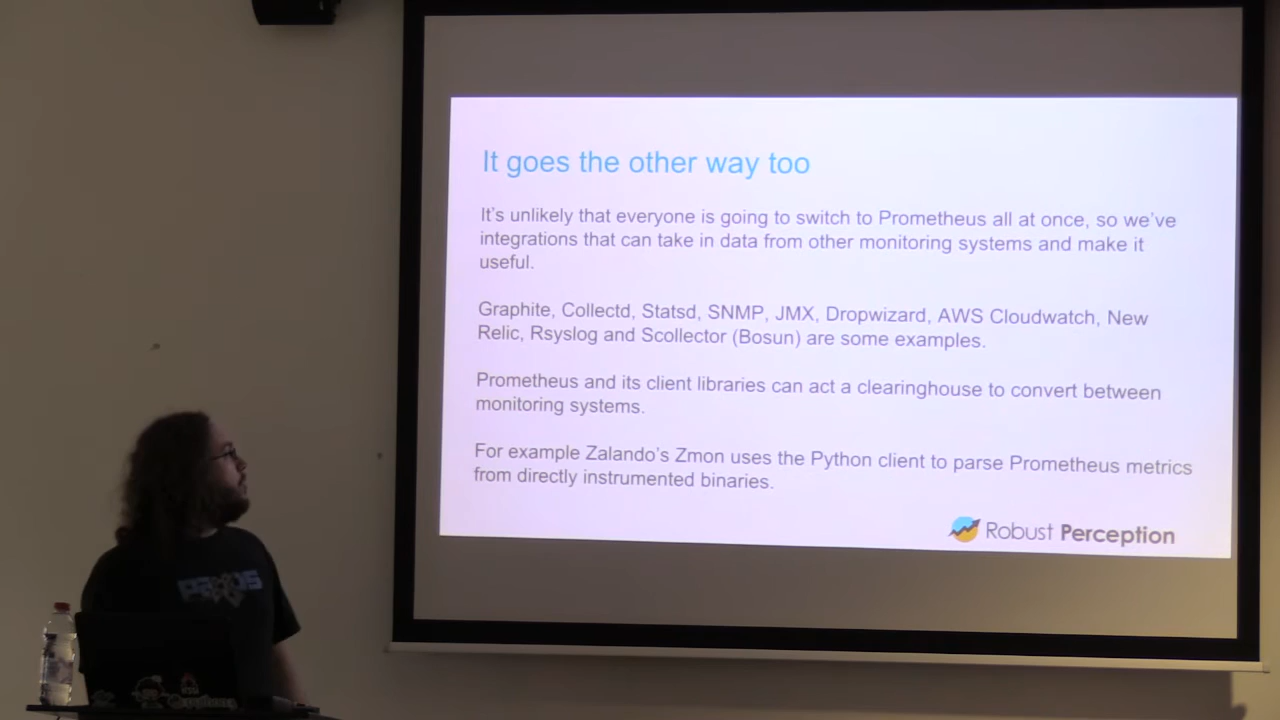 It goes the other way too
It's unlikely that everyone is going to switch to Prometheus all at once, so we've
integrations that can take in data from other monitoring systems and make it
useful.
Graphite, Collectd, Statsd, SNMP, JMX, Dropwizard, AWS Cloudwatch, New
Relic, Rsyslog and Scollector (Bosun) are some examples.
Prometheus and its client libraries can act a clearinghouse to convert between
monitoring systems.
For example Zalando's Zmon uses the Python client to parse Prometheus metrics
from directly instrumented binaries.
Robust Perception